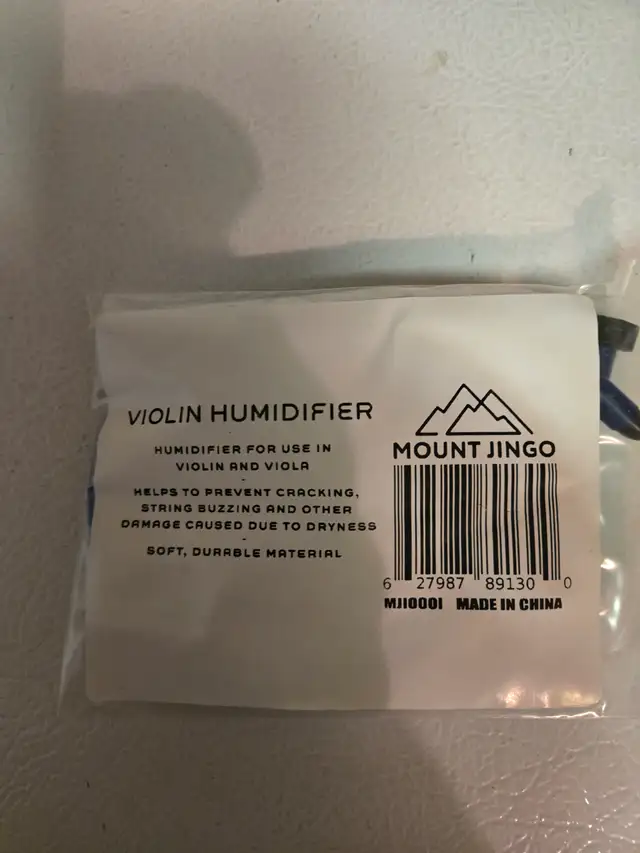 VIOLIN HUMIDIFIER
HUMIDIFIER FOR USE IN
VIOLIN AND VIOLA
-
HELPS TO PREVENT CRACKING,
STRING BUZZING AND OTHER
DAMAGE CAUSED DUE TO DRYNESS
-
SOFT, DURABLE MATERIAL
MOUNT JINGO
6 27987 89130 0
MJ10001 MADE IN CHINA